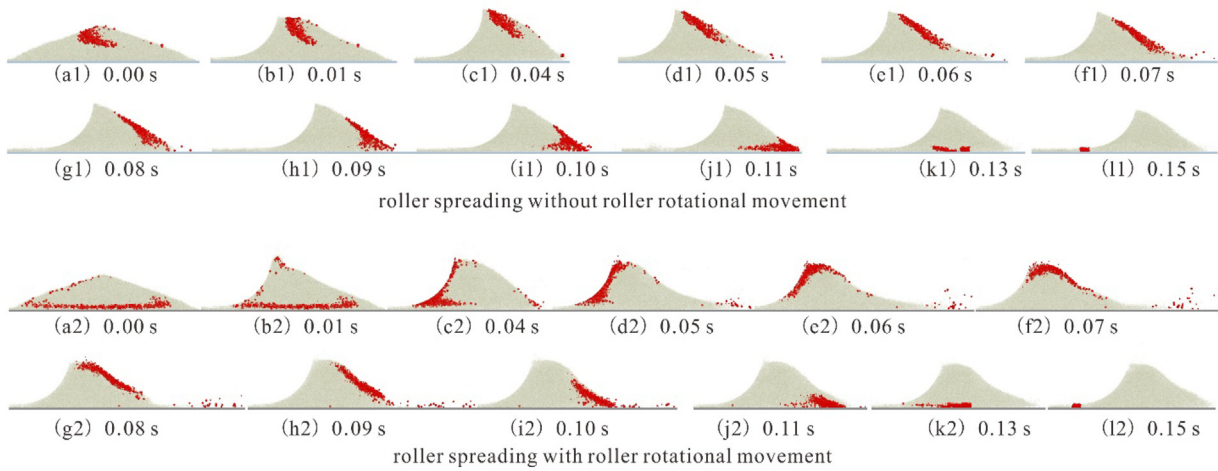 (a1) 0.00 s (b1) 0.01 s (c1) 0.04 s (d1) 0.05 s (e1) 0.06 s (f1) 0.07 s
(g1) 0.08 s (h1) 0.09 s (i1) 0.10 s (j1) 0.11 s (k1) 0.13 s (l1) 0.15 s
roller spreading without roller rotational movement
(a2) 0.00 s (b2) 0.01 s (c2) 0.04 s (d2) 0.05 s (e2) 0.06 s (f2) 0.07 s
(g2) 0.08 s (h2) 0.09 s (i2) 0.10 s (j2) 0.11 s (k2) 0.13 s (l2) 0.15 s
roller spreading with roller rotational movement